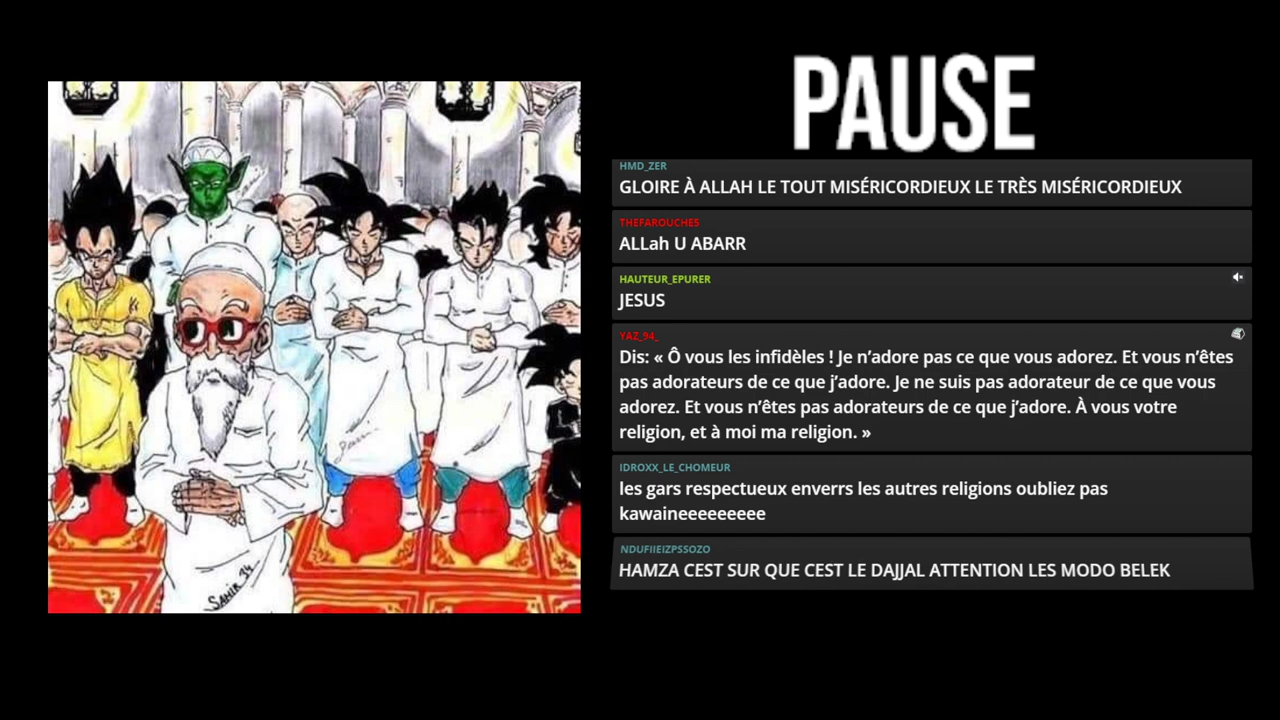 PAUSE
HMD_ZER
GLOIRE À ALLAH LE TOUT MISÉRICORDIEUX LE TRÈS MISÉRICORDIEUX
THEFAROUCHES
ALLah U ABARR
HAUTEUR_EPURER
JESUS
YAZ_94_
Dis: « Ô vous les infidèles ! Je n’adore pas ce que vous adorez. Et vous n’êtes
pas adorateurs de ce que j’adore. Je ne suis pas adorateur de ce que vous
adorez. Et vous n’êtes pas adorateurs de ce que j’adore. À vous votre
religion, et à moi ma religion. »
IDROXX_LE_CHOMEUR
les gars respectueux enverrs les autres religions oubliez pas
kawaineeeeeeeee
NDUFIIEIZPSSOZO
HAMZA CEST SUR QUE CEST LE DAJJAL ATTENTION LES MODO BELEK
SAMIR 34